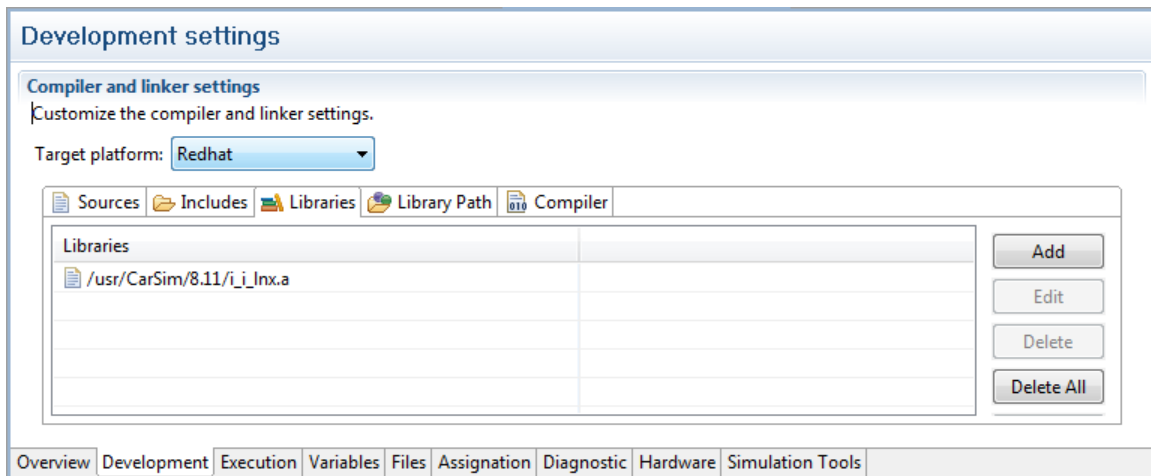 Development settings
Compiler and linker settings
Customize the compiler and linker settings.
Target platform: Redhat
Sources Includes Libraries Library Path 010 Compiler
Libraries
/usr/CarSim/8.11/i_i_lnx.a
Add
Edit
Delete
Delete All
Overview Development Execution Variables Files Assignation Diagnostic Hardware Simulation Tools